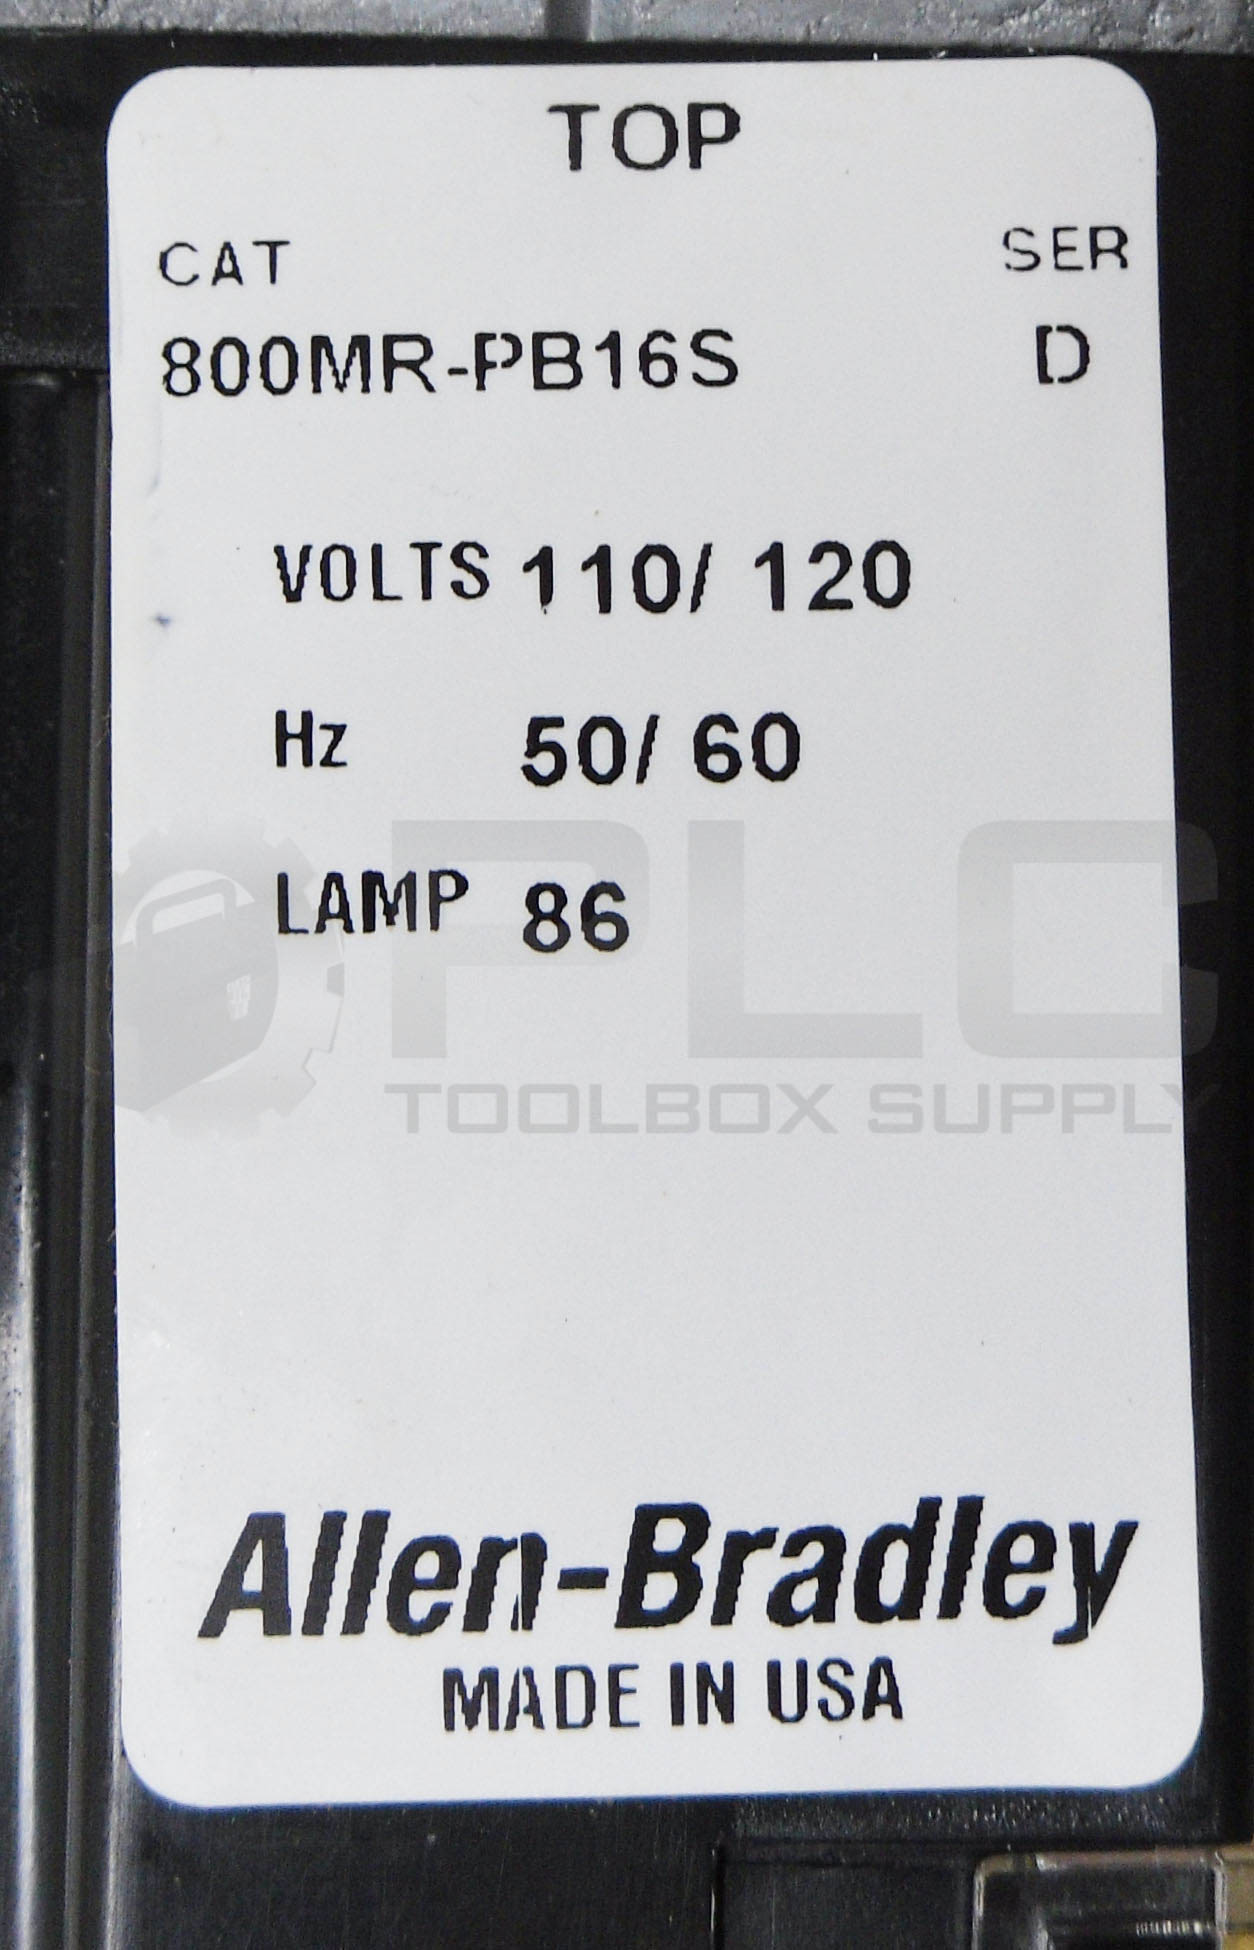 TOP
CAT SER
800MR-PB16S D
VOLTS 110/ 120
Hz 50/ 60
LAMP 86
PLC
TOOLBOX SUPPLY
Allen-Bradley
MADE IN USA